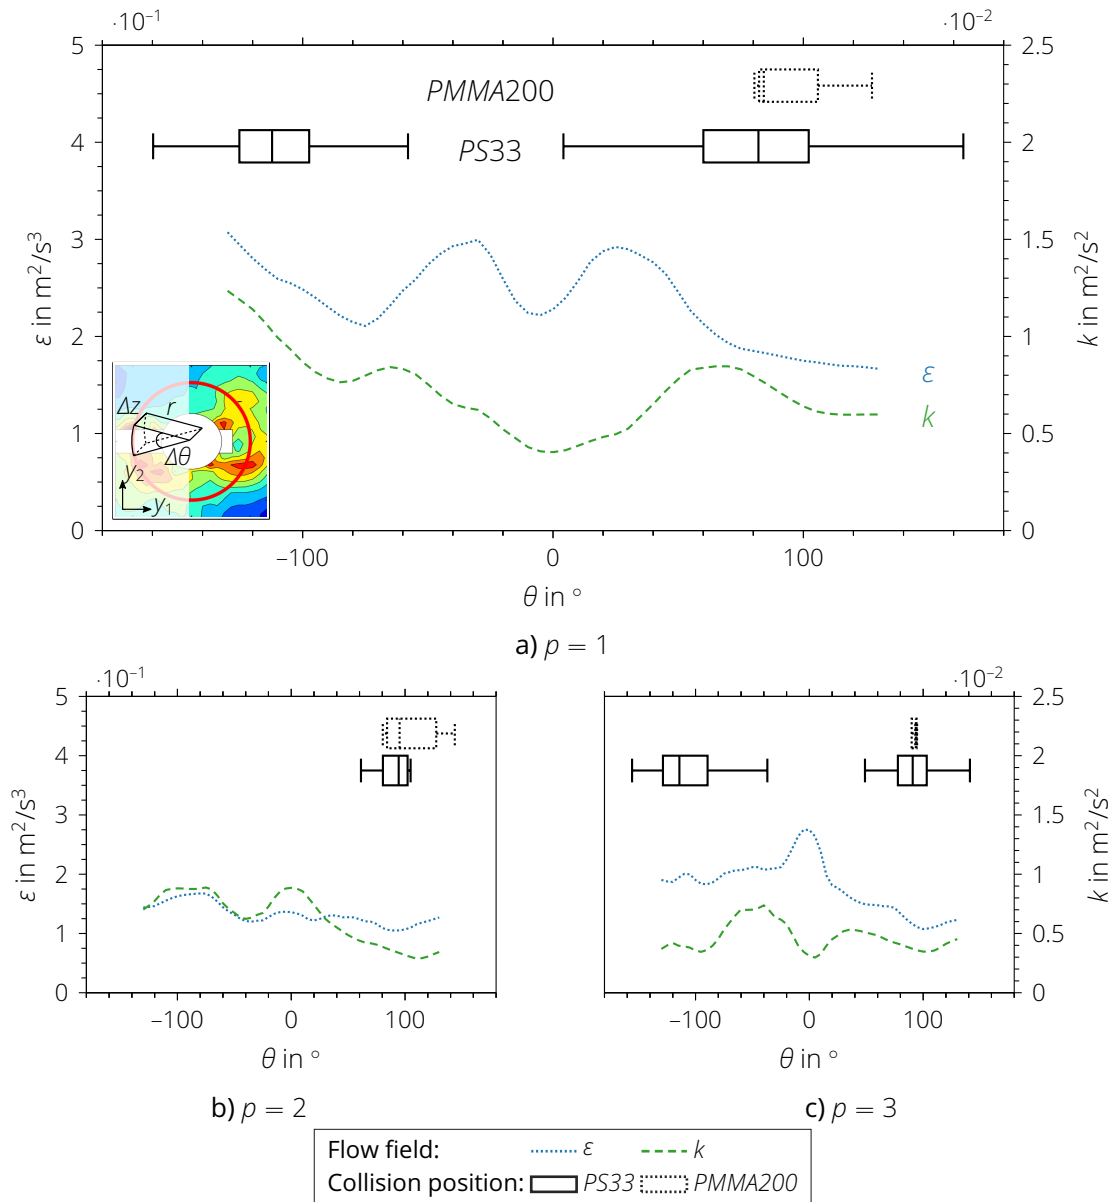 ·10⁻¹ ·10⁻²
5 2.5
PMMA200
4 2
PS33
3 1.5
ε in m²/s³ k in m²/s²
2 1
ε
k
Δz r
1 0.5
Δθ
y₂
y₁
0 0
−100 0 100
θ in °
a) p = 1
·10⁻¹ ·10⁻²
5 2.5
4 2
3 1.5
ε in m²/s³ k in m²/s²
2 1
1 0.5
0 0
−100 0 100 −100 0 100
θ in ° θ in °
b) p = 2 c) p = 3
Flow field: ε k
Collision position: PS33 PMMA200